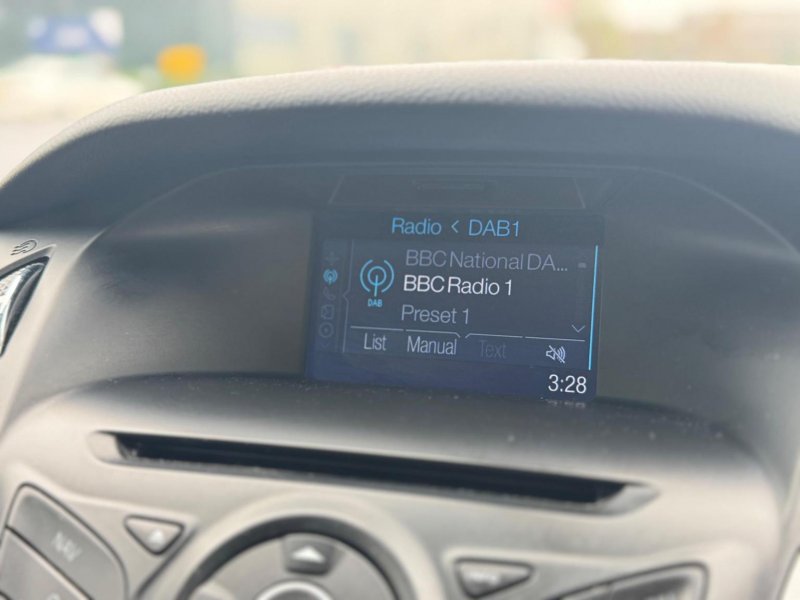 Radio < DAB1
BBC National DA...
BBC Radio 1
DAB
Preset 1
List Manual Text
3:28
NAV